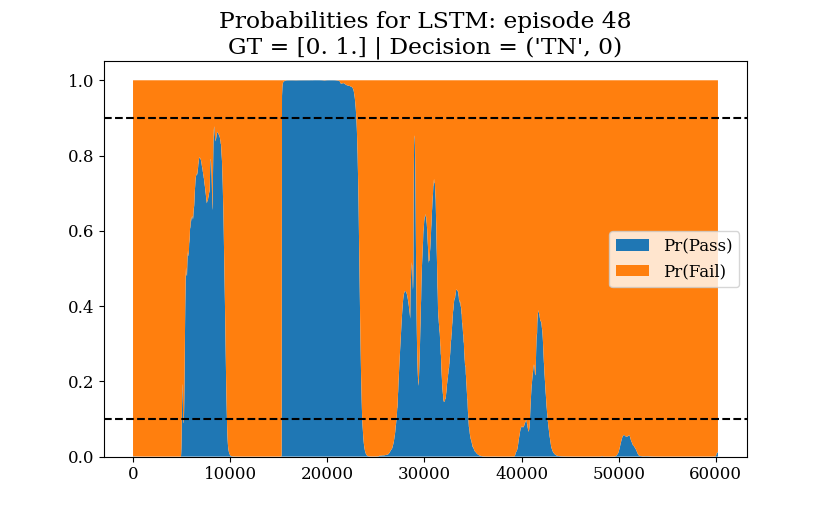 Probabilities for LSTM: episode 48
GT = [0. 1.] | Decision = ('TN', 0)
1.0
0.8
0.6
0.4
0.2
0.0
Pr(Pass)
Pr(Fail)
0 10000 20000 30000 40000 50000 60000